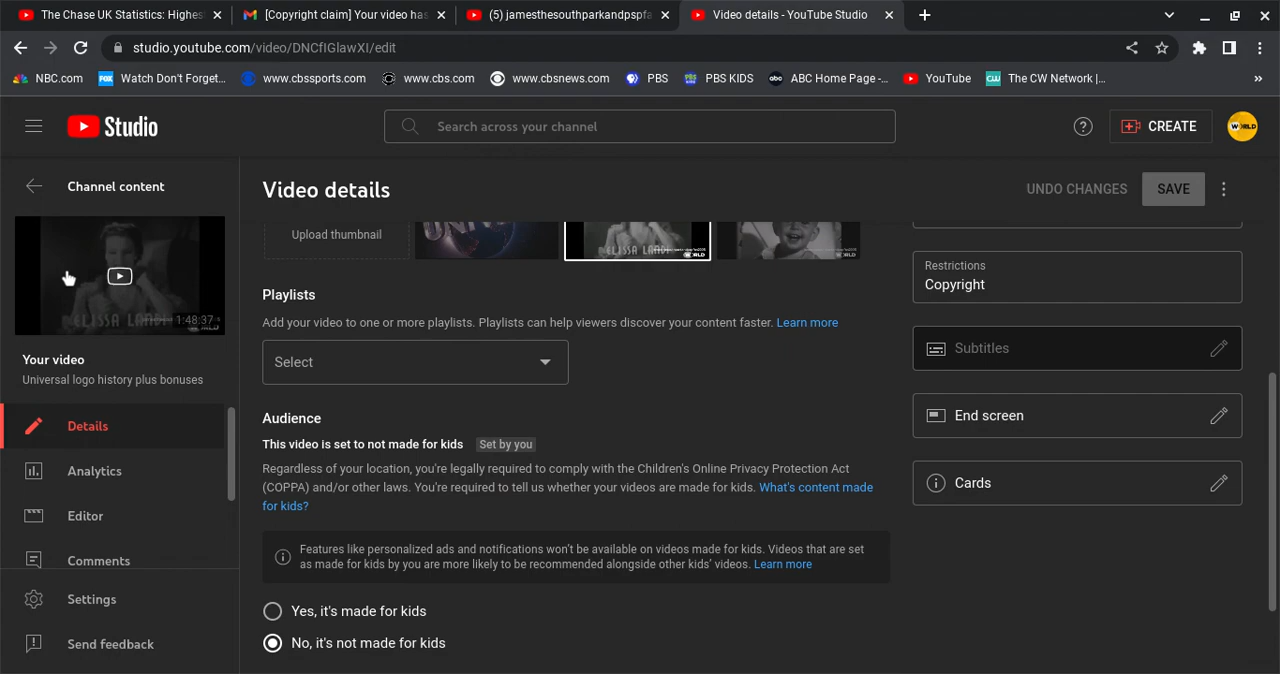 The Chase UK Statistics: Highes
[Copyright claim] Your video has
(5) jamesthesouthparkandpspfa
Video details - YouTube Studio
studio.youtube.com/video/DNCfIGlawXI/edit
NBC.com
Watch Don't Forget...
www.cbssports.com
www.cbs.com
www.cbsnews.com
PBS
PBS KIDS
ABC Home Page -...
YouTube
The CW Network |...
Studio
Search across your channel
CREATE
WORLD
Channel content
Video details
UNDO CHANGES
SAVE
Upload thumbnail
UNIV
ELISSA LANDI
WORLD
WORLD
Restrictions
Copyright
ELISSA LANDI
1:48:37
Playlists
Add your video to one or more playlists. Playlists can help viewers discover your content faster. Learn more
Select
Subtitles
Your video
Universal logo history plus bonuses
Audience
End screen
Details
This video is set to not made for kids Set by you
Regardless of your location, you're legally required to comply with the Children's Online Privacy Protection Act
(COPPA) and/or other laws. You're required to tell us whether your videos are made for kids. What's content made
for kids?
Analytics
Cards
Editor
Features like personalized ads and notifications won't be available on videos made for kids. Videos that are set
as made for kids by you are more likely to be recommended alongside other kids' videos. Learn more
Comments
Settings
Yes, it's made for kids
Send feedback
No, it's not made for kids